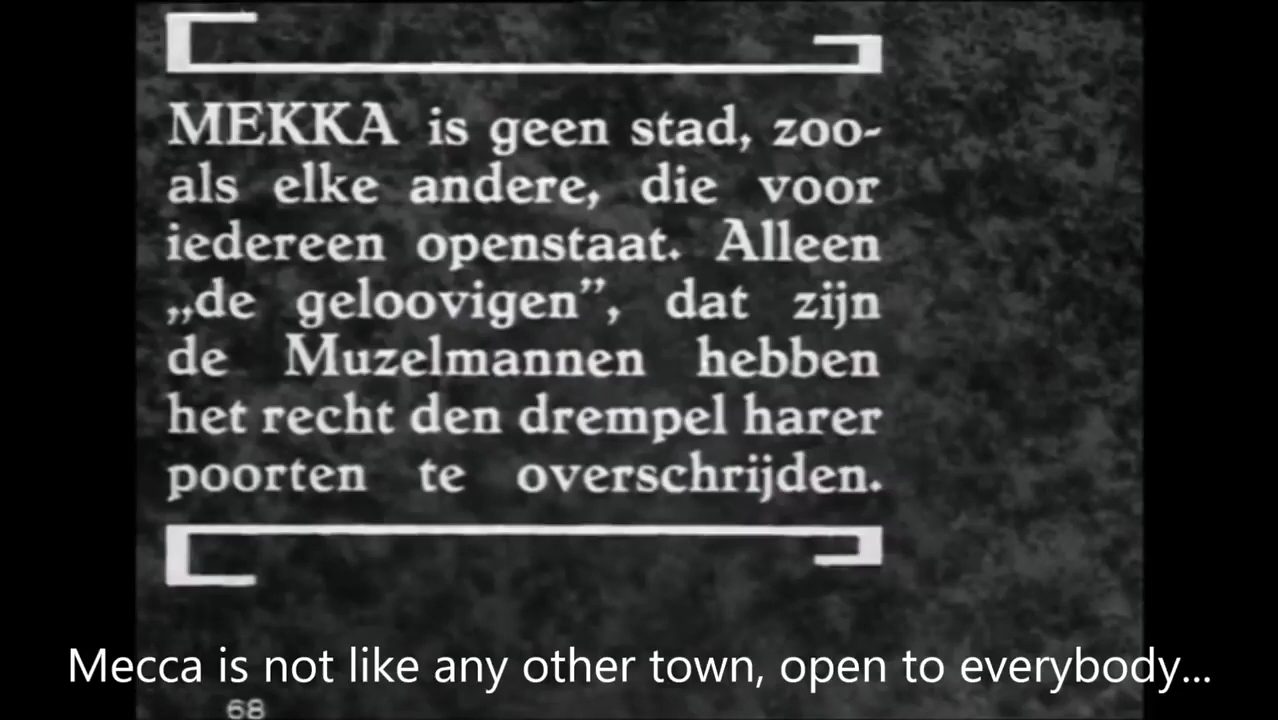 MEKKA is geen stad, zoo-
als elke andere, die voor
iedereen openstaat. Alleen
„de geloovigen”, dat zijn
de Muzelmannen hebben
het recht den drempel harer
poorten te overschrijden.
Mecca is not like any other town, open to everybody...
68